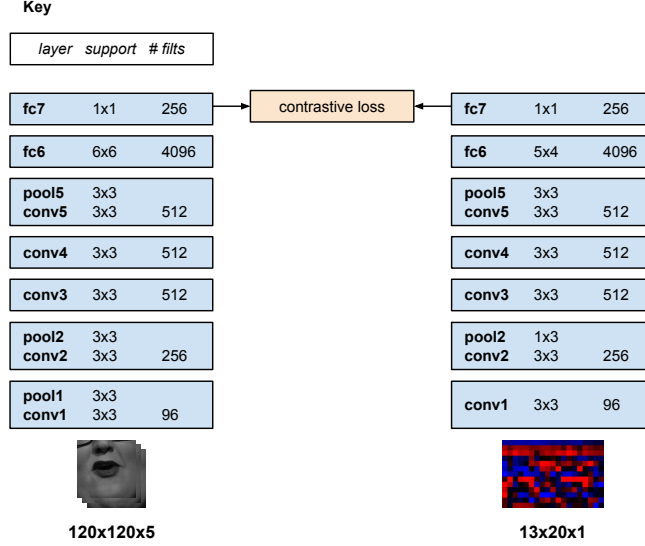 Key
layer support # filts
fc7 1x1 256
contrastive loss
fc7 1x1 256
fc6 6x6 4096
fc6 5x4 4096
pool5 3x3
conv5 3x3 512
pool5 3x3
conv5 3x3 512
conv4 3x3 512
conv4 3x3 512
conv3 3x3 512
conv3 3x3 512
pool2 3x3
conv2 3x3 256
pool2 1x3
conv2 3x3 256
pool1 3x3
conv1 3x3 96
conv1 3x3 96
120x120x5
13x20x1